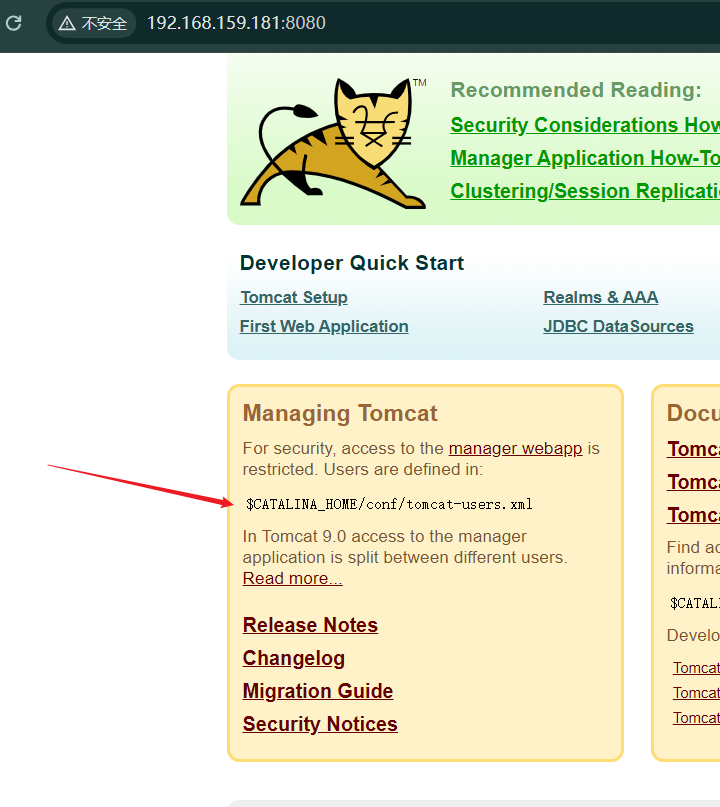 不安全 192.168.159.181:8080
TM
Recommended Reading:
Security Considerations How
Manager Application How-To
Clustering/Session Replicati
Developer Quick Start
Tomcat Setup
Realms & AAA
First Web Application
JDBC DataSources
Managing Tomcat
For security, access to the manager webapp is
restricted. Users are defined in:
$CATALINA_HOME/conf/tomcat-users.xml
In Tomcat 9.0 access to the manager
application is split between different users.
Read more...
Release Notes
Changelog
Migration Guide
Security Notices
Docu
Tomca
Tomca
Tomca
Find ad
informa
$CATALI
Develo
Tomcat
Tomcat
Tomcat